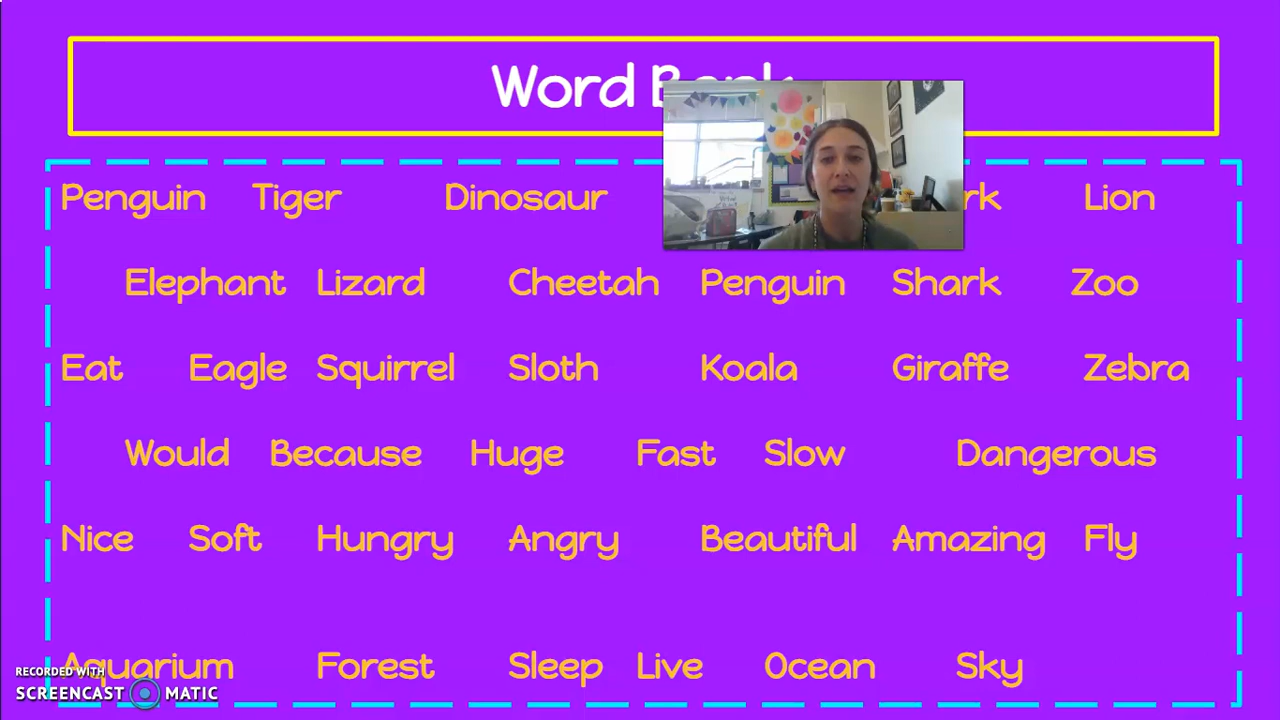 Word
Penguin Tiger Dinosaur Lion
Elephant Lizard Cheetah Penguin Shark Zoo
Eat Eagle Squirrel Sloth Koala Giraffe Zebra
Would Because Huge Fast Slow Dangerous
Nice Soft Hungry Angry Beautiful Amazing Fly
Aquarium Forest Sleep Live Ocean Sky
RECORDED WITH
SCREENCAST MATIC